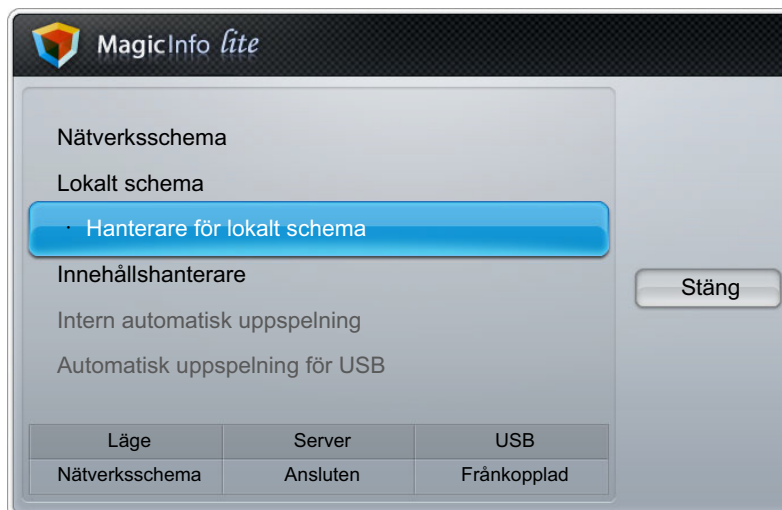 MagicInfo lite
Nätverksschema
Lokalt schema
· Hanterare för lokalt schema
Innehållshanterare
Stäng
Intern automatisk uppspelning
Automatisk uppspelning för USB
Läge Server USB
Nätverksschema Ansluten Frånkopplad